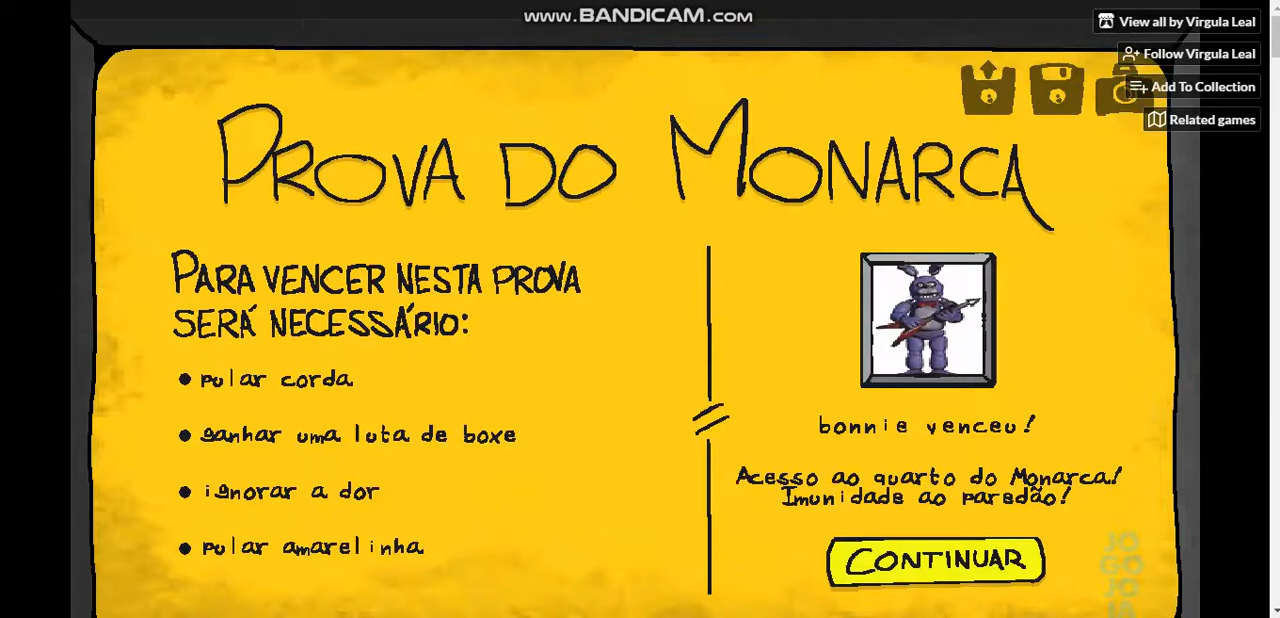 www.BANDICAM.com
View all by Virgula Leal
Follow Virgula Leal
Add To Collection
Related games
PROVA DO MONARCA
PARA VENCER NESTA PROVA
SERÁ NECESSÁRIO:
pular corda
ganhar uma luta de boxe
ignorar a dor
pular amarelinha
bonnie venceu!
Acesso ao quarto do Monarca!
Imunidade ao paredão!
CONTINUAR